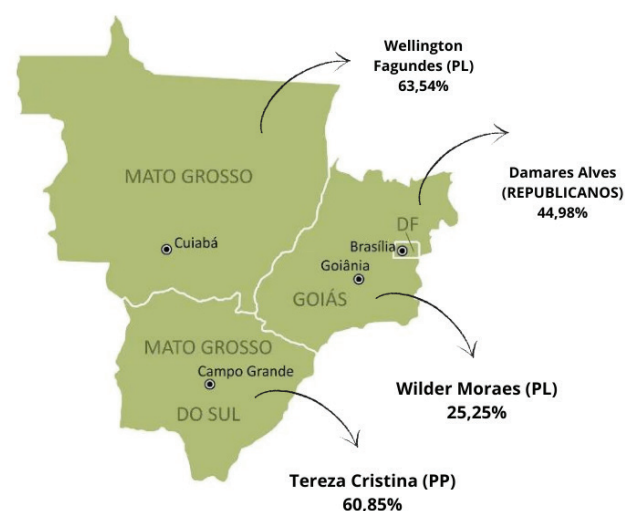 Wellington
Fagundes (PL)
63,54%
Damares Alves
(REPUBLICANOS)
44,98%
MATO GROSSO
Cuiabá
DF
Brasília
Goiânia
GOIÁS
MATO GROSSO
Campo Grande
DO SUL
Wilder Moraes (PL)
25,25%
Tereza Cristina (PP)
60,85%